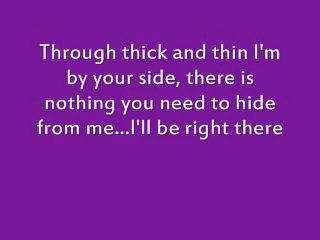 Through thick and thin I'm
by your side, there is
nothing you need to hide
from me...I'll be right there